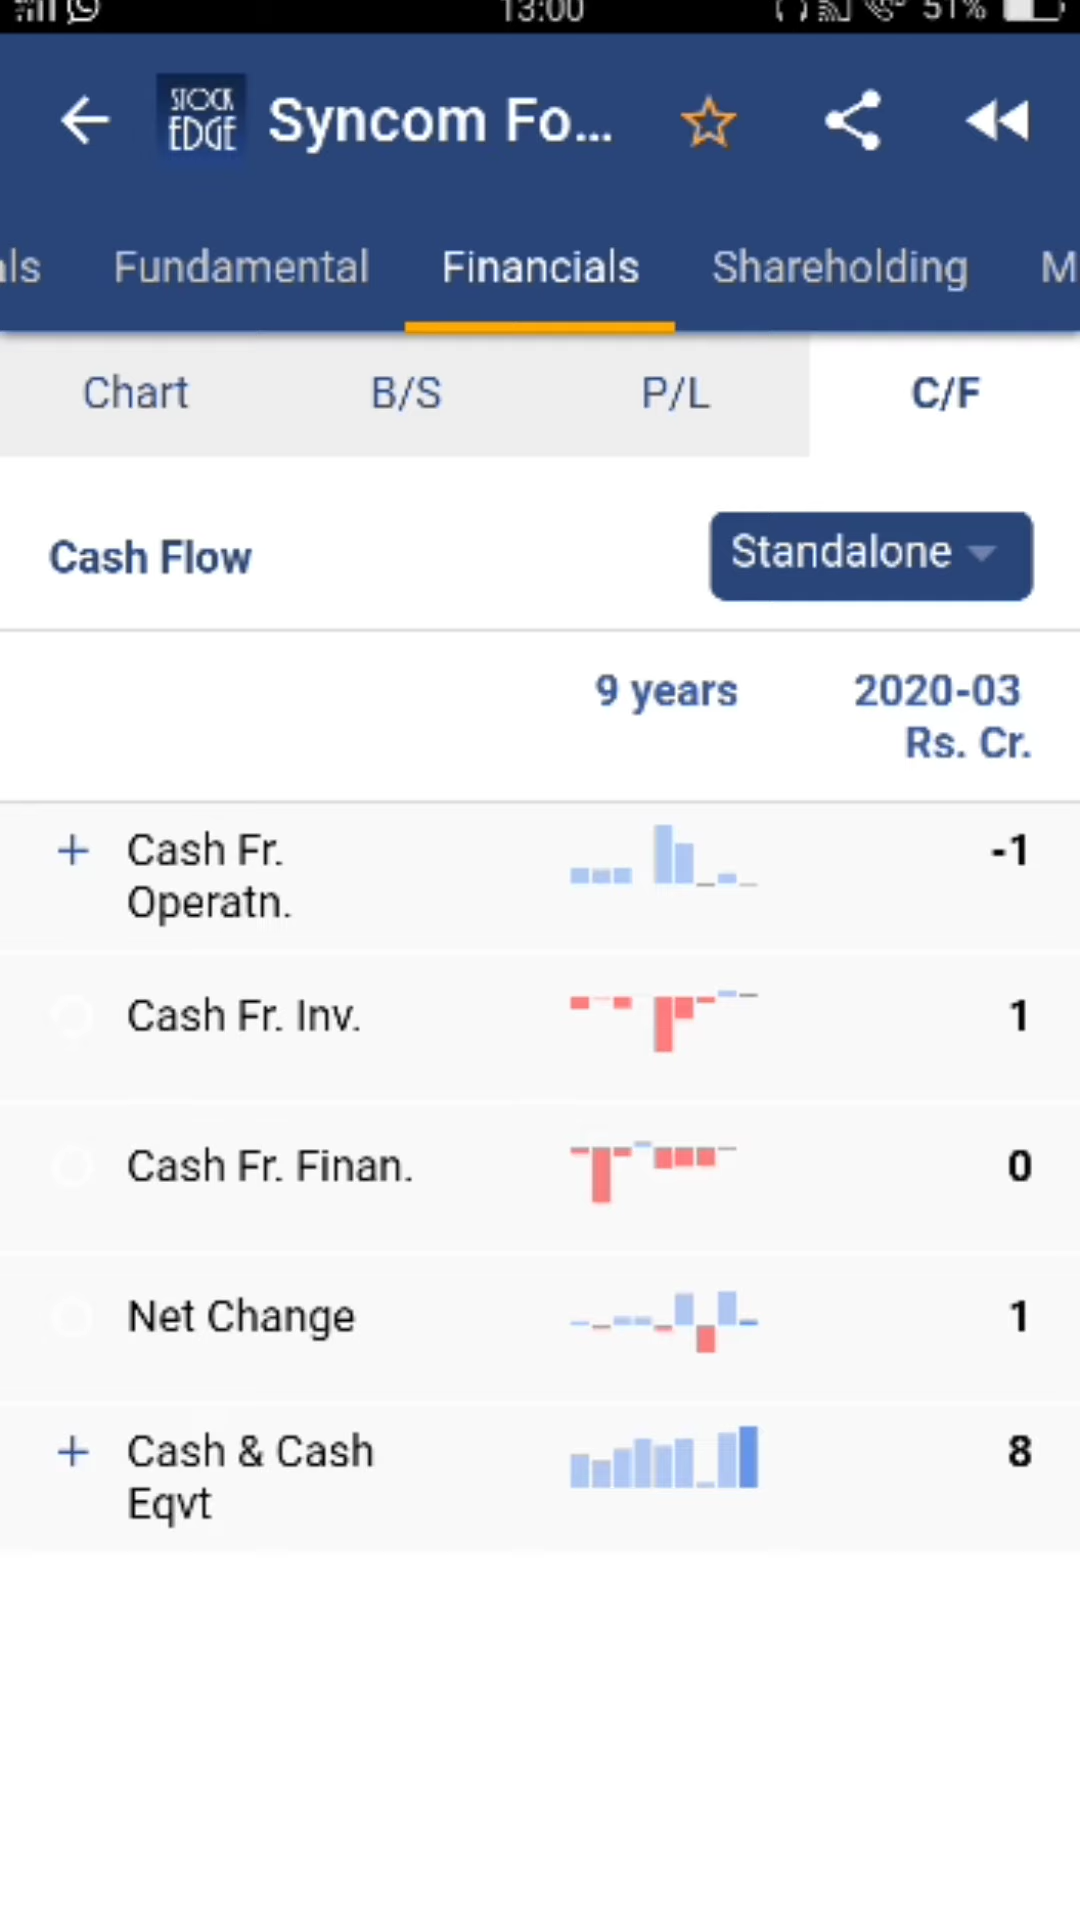 13:00 51%
STOCK EDGE Syncom Fo...
als Fundamental Financials Shareholding M
Chart B/S P/L C/F
Cash Flow Standalone
9 years 2020-03
Rs. Cr.
+ Cash Fr. -1
Operatn.
Cash Fr. Inv. 1
Cash Fr. Finan. 0
Net Change 1
+ Cash & Cash 8
Eqvt